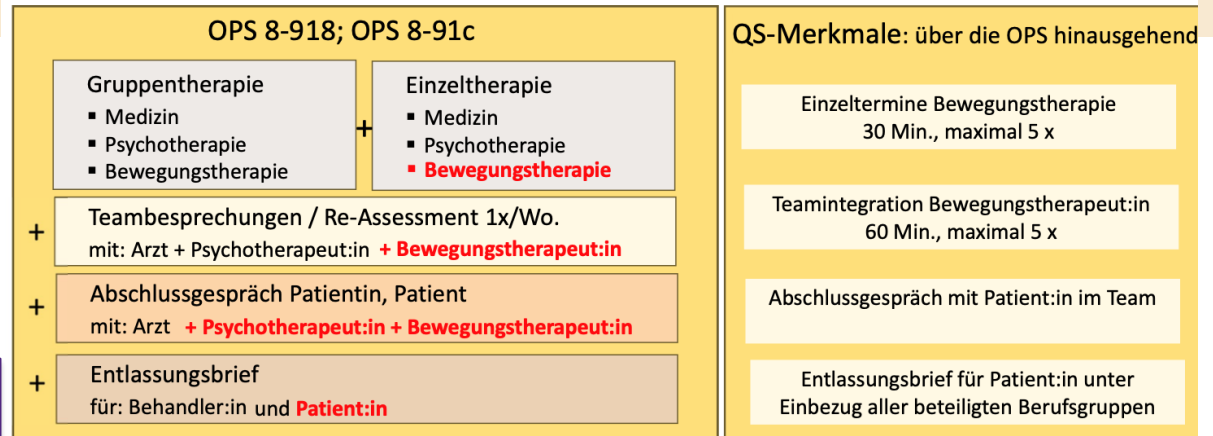 OPS 8-918; OPS 8-91c
Gruppentherapie
▪ Medizin
▪ Psychotherapie
▪ Bewegungstherapie
+
Einzeltherapie
▪ Medizin
▪ Psychotherapie
▪ Bewegungstherapie
+
Teambesprechungen / Re-Assessment 1x/Wo.
mit: Arzt + Psychotherapeut:in + Bewegungstherapeut:in
+
Abschlussgespräch Patientin, Patient
mit: Arzt + Psychotherapeut:in + Bewegungstherapeut:in
+
Entlassungsbrief
für: Behandler:in und Patient:in
QS-Merkmale: über die OPS hinausgehend
Einzeltermine Bewegungstherapie
30 Min., maximal 5 x
Teamintegration Bewegungstherapeut:in
60 Min., maximal 5 x
Abschlussgespräch mit Patient:in im Team
Entlassungsbrief für Patient:in unter
Einbezug aller beteiligten Berufsgruppen